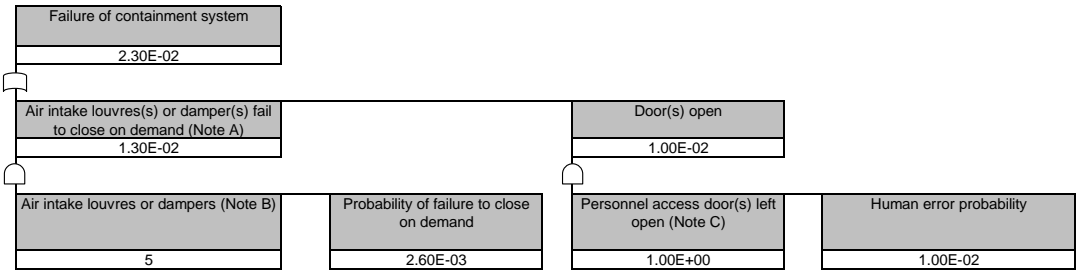 Failure of containment system
2.30E-02
Air intake louvres(s) or damper(s) fail
to close on demand (Note A)
1.30E-02
Door(s) open
1.00E-02
Air intake louvres or dampers (Note B)
5
Probability of failure to close
on demand
2.60E-03
Personnel access door(s) left
open (Note C)
1.00E+00
Human error probability
1.00E-02